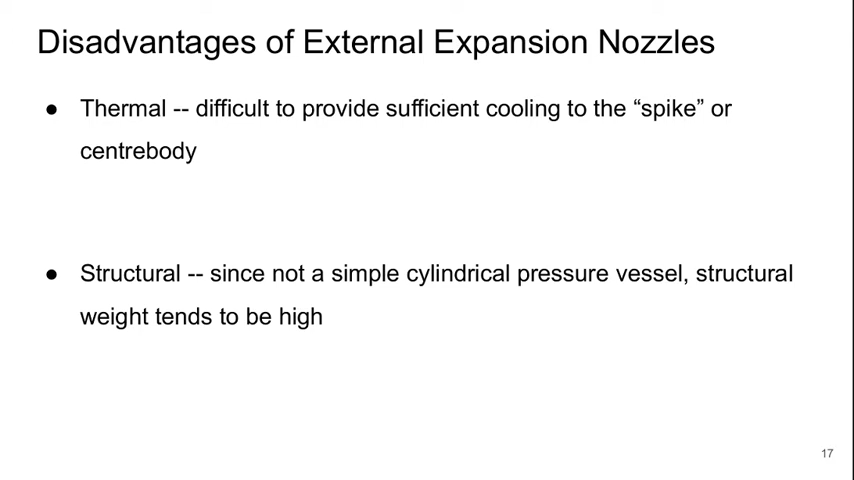 Disadvantages of External Expansion Nozzles
● Thermal -- difficult to provide sufficient cooling to the “spike” or
centrebody
● Structural -- since not a simple cylindrical pressure vessel, structural
weight tends to be high
17